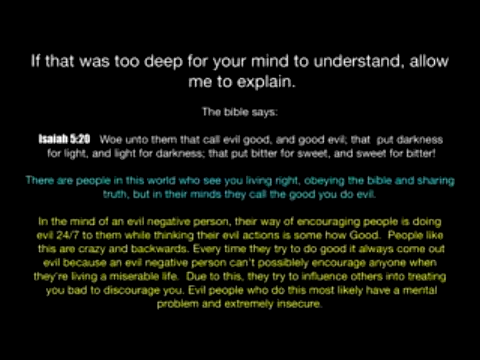 If that was too deep for your mind to understand, allow
me to explain.
The bible says:
Isaiah 5:20 Woe unto them that call evil good, and good evil; that put darkness
for light, and light for darkness; that put bitter for sweet, and sweet for bitter!
There are people in this world who see you living right, obeying the bible and sharing
truth, but in their minds they call the good you do evil.
In the mind of an evil negative person, their way of encouraging people is doing
evil 24/7 to them while thinking their evil actions is some how Good. People like
this are crazy and backwards. Every time they try to do good it always come out
evil because an evil negative person can't possiblely encourage anyone when
they're living a miserable life. Due to this, they try to influence others into treating
you bad to discourage you. Evil people who do this most likely have a mental
problem and extremely insecure.